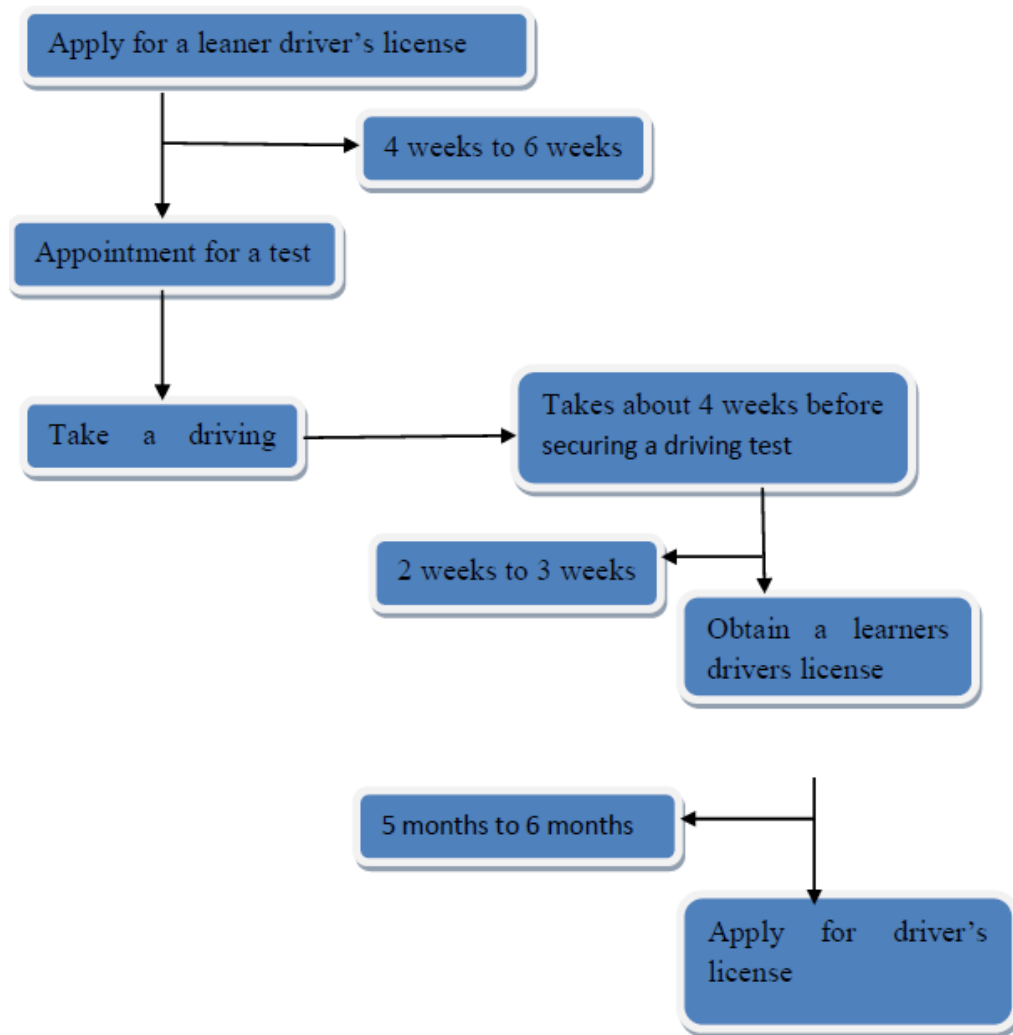 Apply for a leaner driver’s license
4 weeks to 6 weeks
Appointment for a test
Take a driving
Takes about 4 weeks before
securing a driving test
2 weeks to 3 weeks
Obtain a learners
drivers license
5 months to 6 months
Apply for driver’s
license